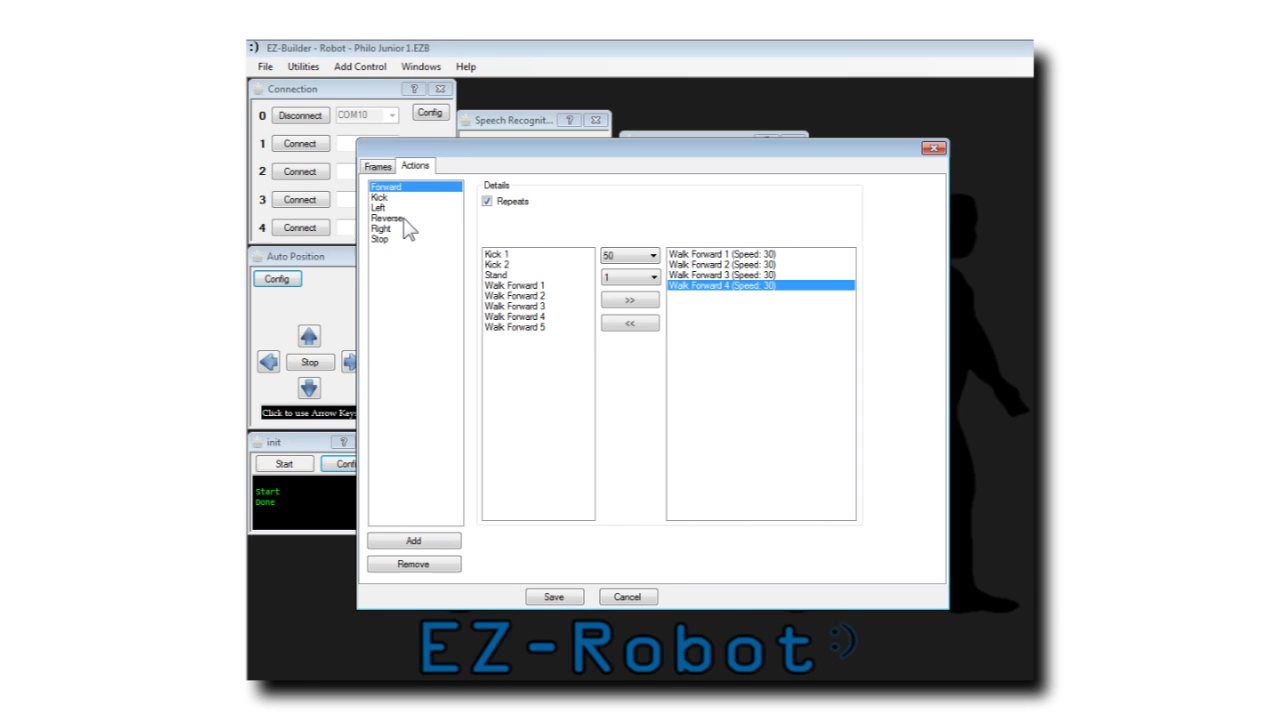 :) EZ-Builder - Robot - Philo Junior 1.EZB
File Utilities Add Control Windows Help
Connection ?
0 Disconnect COM10 Config
Speech Recognit... ?
1 Connect
2 Connect
3 Connect
4 Connect
Frames Actions
Forward
Kick
Left
Reverse
Right
Stop
Details
Repeats
Kick 1
Kick 2
Stand
Walk Forward 1
Walk Forward 2
Walk Forward 3
Walk Forward 4
Walk Forward 5
50
1
>>
<<
Walk Forward 1 (Speed: 30)
Walk Forward 2 (Speed: 30)
Walk Forward 3 (Speed: 30)
Walk Forward 4 (Speed: 30)
Add
Remove
Save Cancel
Auto Position
Config
Stop
Click to use Arrow
init ?
Start
Start
Done
EZ-Robot :)